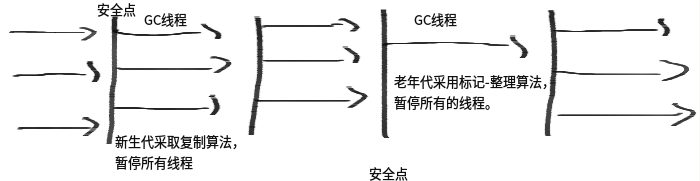 安全点
GC线程
新生代采取复制算法，
暂停所有线程
GC线程
老年代采用标记-整理算法，
暂停所有的线程。
安全点